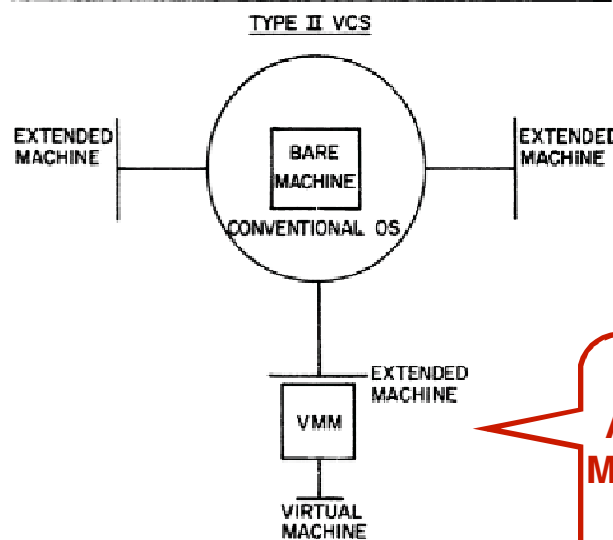 TYPE II VCS
EXTENDED
MACHINE
BARE
MACHINE
CONVENTIONAL OS
EXTENDED
MACHINE
EXTENDED
MACHINE
VMM
VIRTUAL
MACHINE